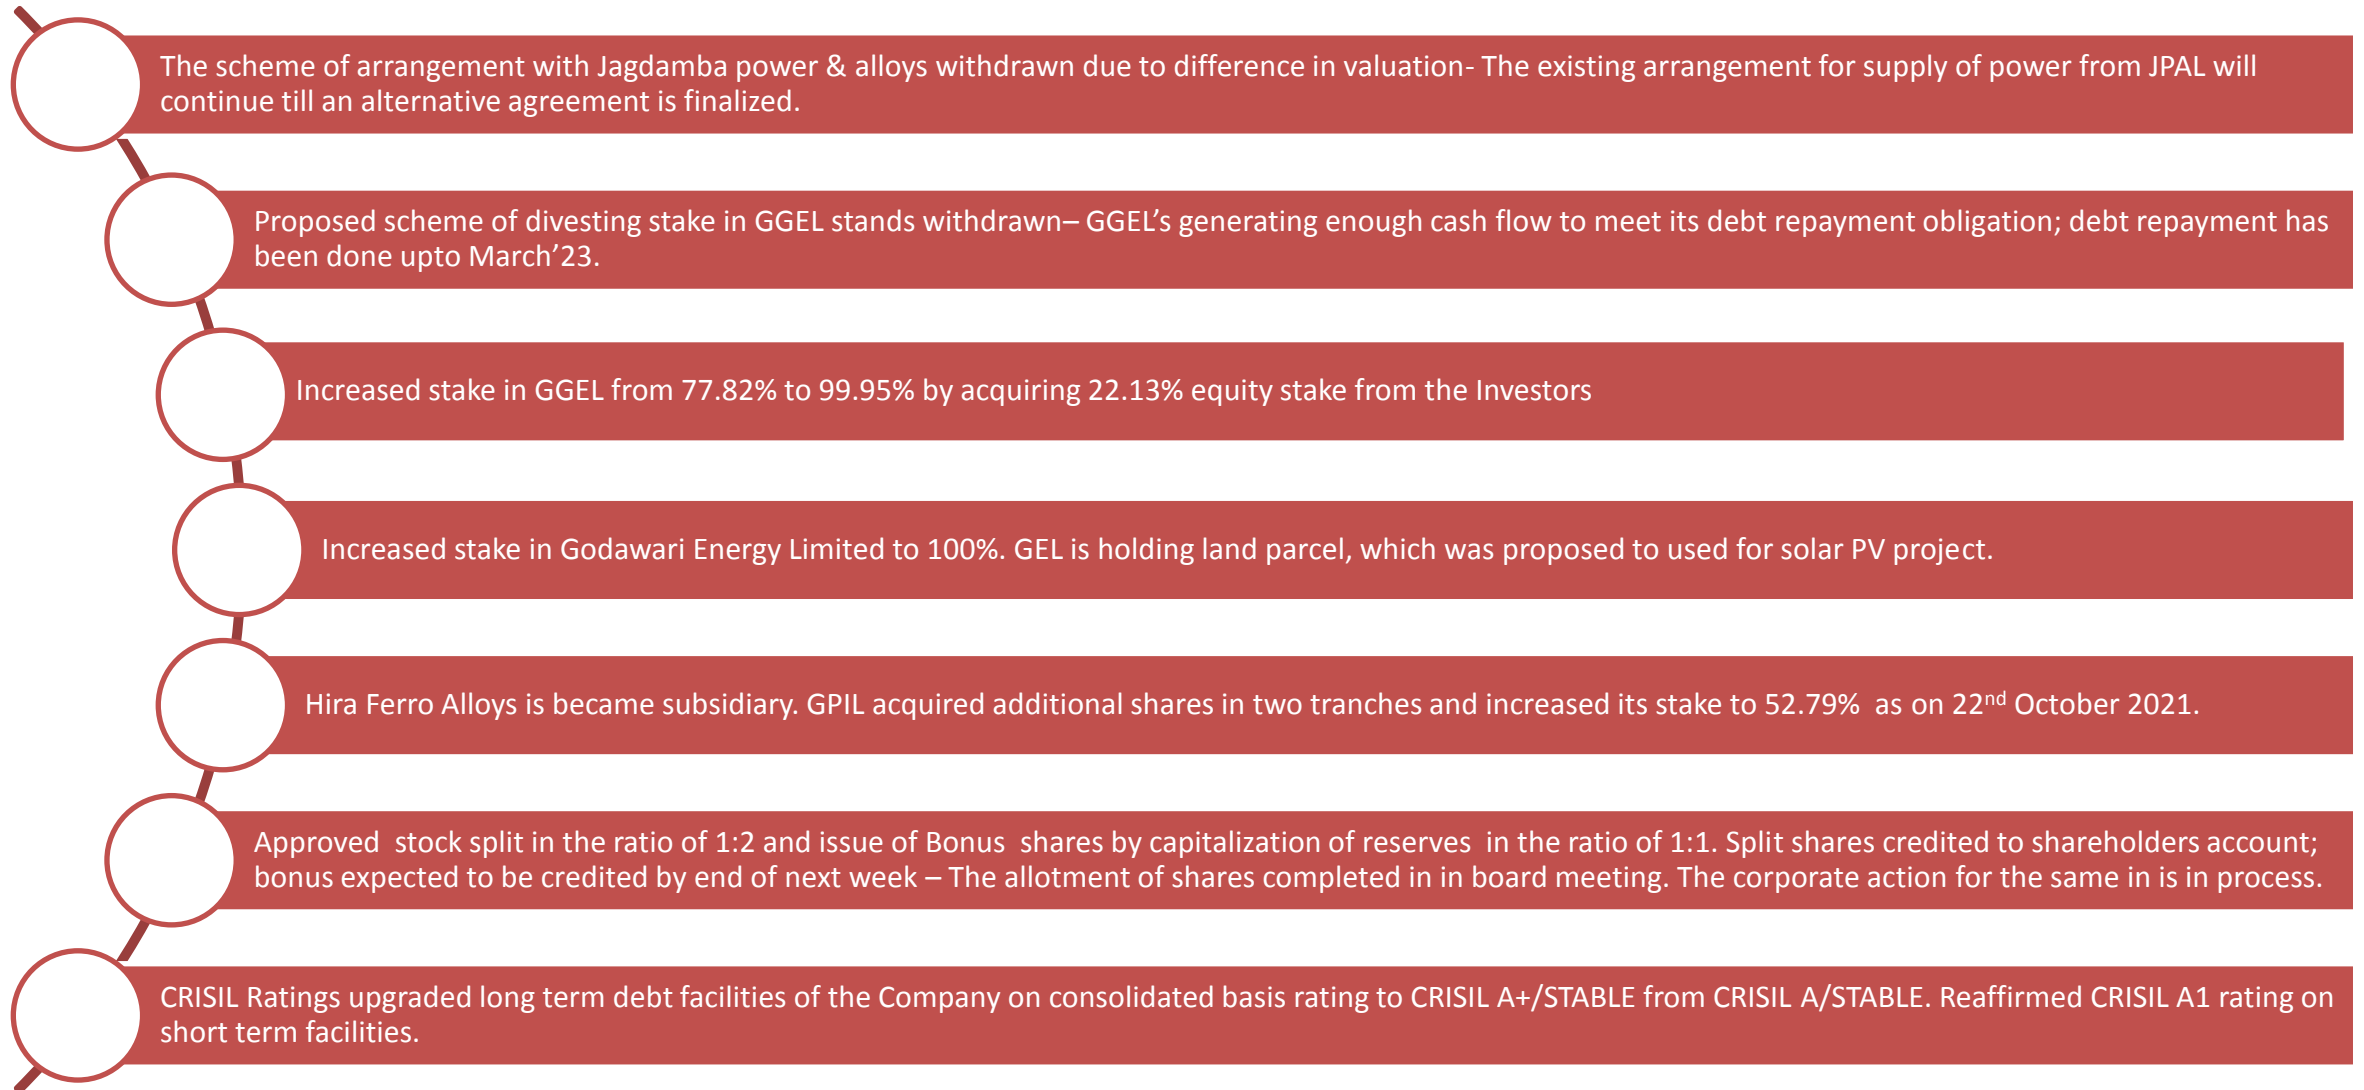 The scheme of arrangement with Jagdamba power & alloys withdrawn due to difference in valuation- The existing arrangement for supply of power from JPAL will
continue till an alternative agreement is finalized.
Proposed scheme of divesting stake in GGEL stands withdrawn– GGEL’s generating enough cash flow to meet its debt repayment obligation; debt repayment has
been done upto March’23.
Increased stake in GGEL from 77.82% to 99.95% by acquiring 22.13% equity stake from the Investors
Increased stake in Godawari Energy Limited to 100%. GEL is holding land parcel, which was proposed to used for solar PV project.
Hira Ferro Alloys is became subsidiary. GPIL acquired additional shares in two tranches and increased its stake to 52.79%  as on 22nd October 2021.
Approved  stock split in the ratio of 1:2 and issue of Bonus  shares by capitalization of reserves  in the ratio of 1:1. Split shares credited to shareholders account;
bonus expected to be credited by end of next week – The allotment of shares completed in in board meeting. The corporate action for the same in is in process.
CRISIL Ratings upgraded long term debt facilities of the Company on consolidated basis rating to CRISIL A+/STABLE from CRISIL A/STABLE. Reaffirmed CRISIL A1 rating on
short term facilities.